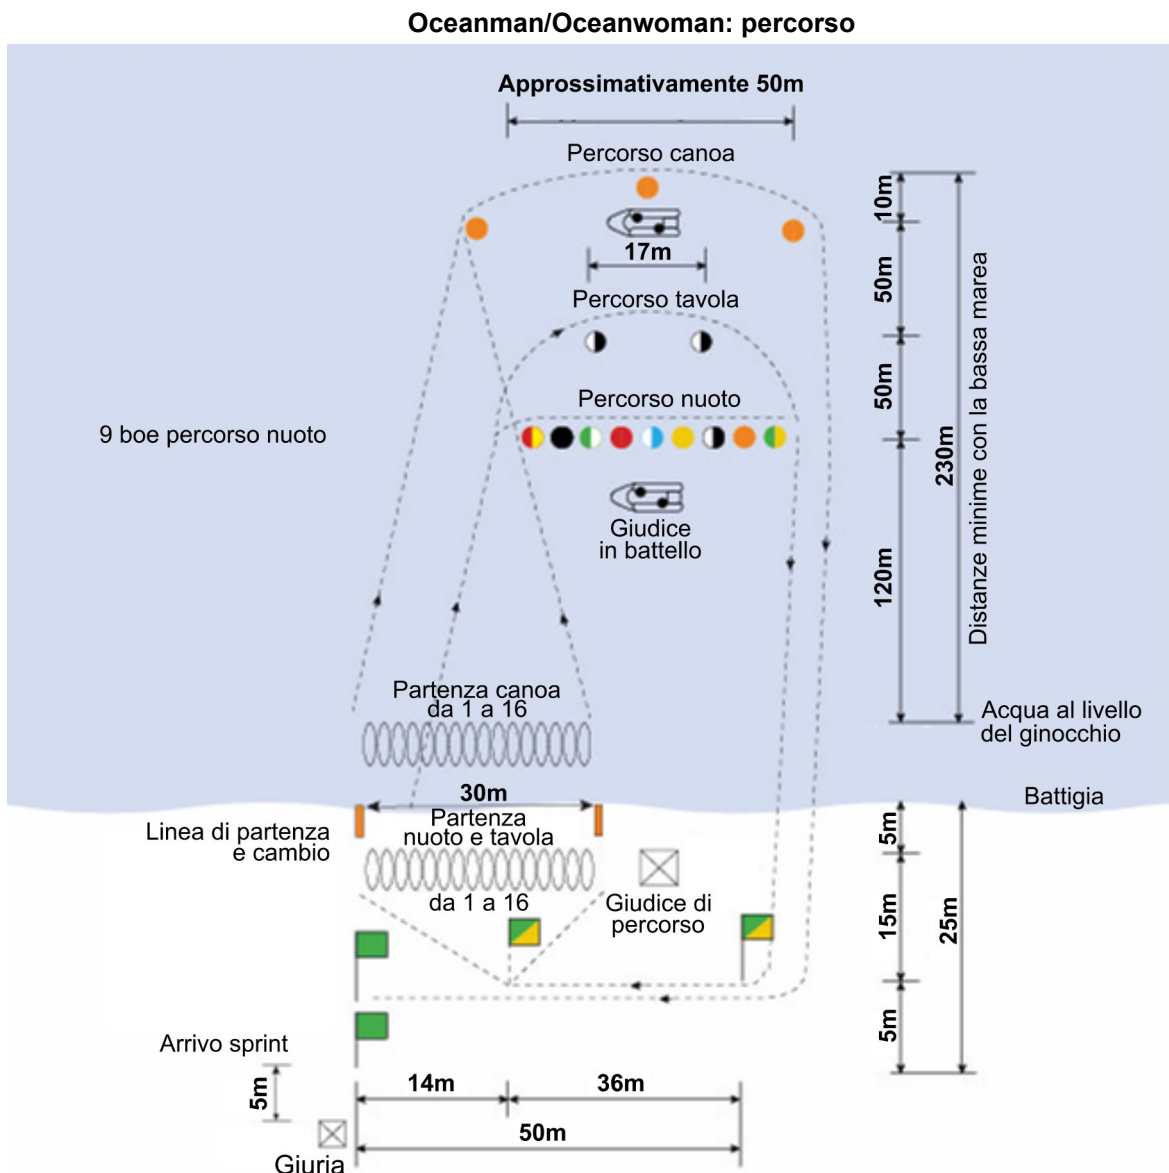 Oceanman/Oceanwoman: percorso
Approssimativamente 50m
Percorso canoa
10m
17m
50m
Percorso tavola
50m
Percorso nuoto
9 boe percorso nuoto
230m
Distanze minime con la bassa marea
Giudice
in battello
120m
Partenza canoa
da 1 a 16
Acqua al livello
del ginocchio
30m
Battigia
Linea di partenza
e cambio
Partenza
nuoto e tavola
5m
da 1 a 16
Giudice di
percorso
15m
25m
5m
Arrivo sprint
5m
14m
36m
50m
Giuria